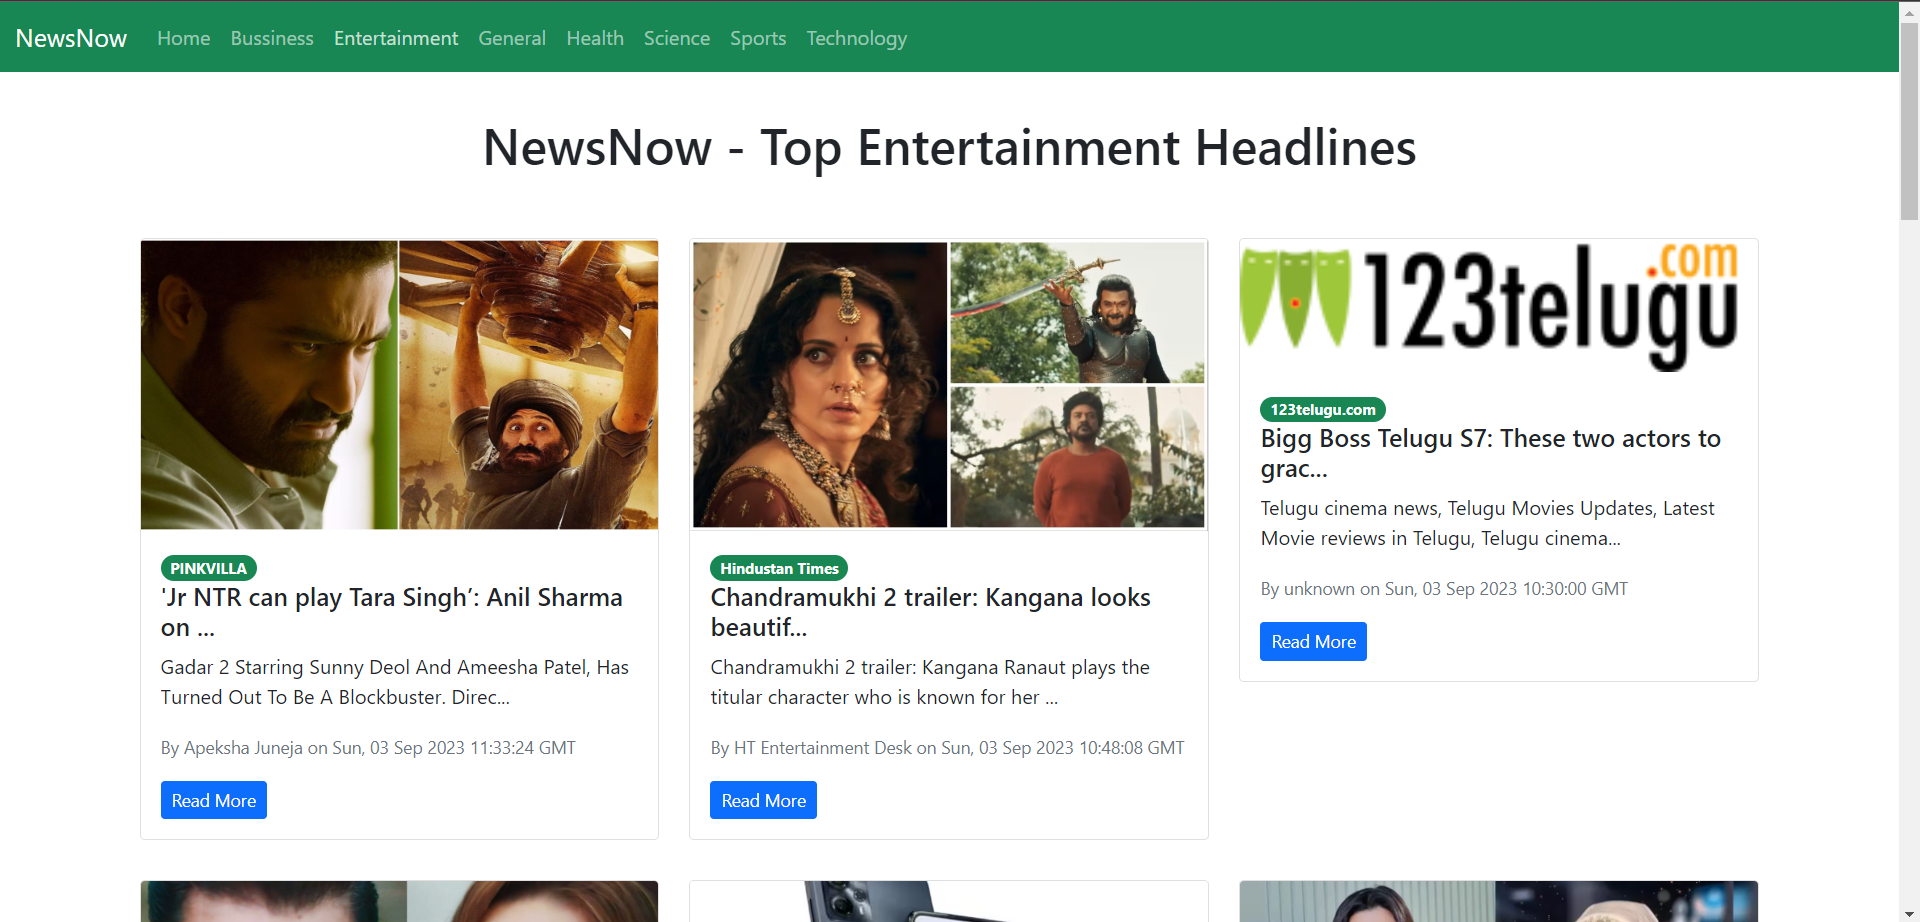 NewsNow Home Bussiness Entertainment General Health Science Sports Technology
NewsNow - Top Entertainment Headlines
PINKVILLA
'Jr NTR can play Tara Singh’: Anil Sharma
on ...
Gadar 2 Starring Sunny Deol And Ameesha Patel, Has
Turned Out To Be A Blockbuster. Direc...
By Apeksha Juneja on Sun, 03 Sep 2023 11:33:24 GMT
Read More
Hindustan Times
Chandramukhi 2 trailer: Kangana looks
beautif...
Chandramukhi 2 trailer: Kangana Ranaut plays the
titular character who is known for her ...
By HT Entertainment Desk on Sun, 03 Sep 2023 10:48:08 GMT
Read More
123telugu.com
123telugu.com
Bigg Boss Telugu S7: These two actors to
grac...
Telugu cinema news, Telugu Movies Updates, Latest
Movie reviews in Telugu, Telugu cinema...
By unknown on Sun, 03 Sep 2023 10:30:00 GMT
Read More